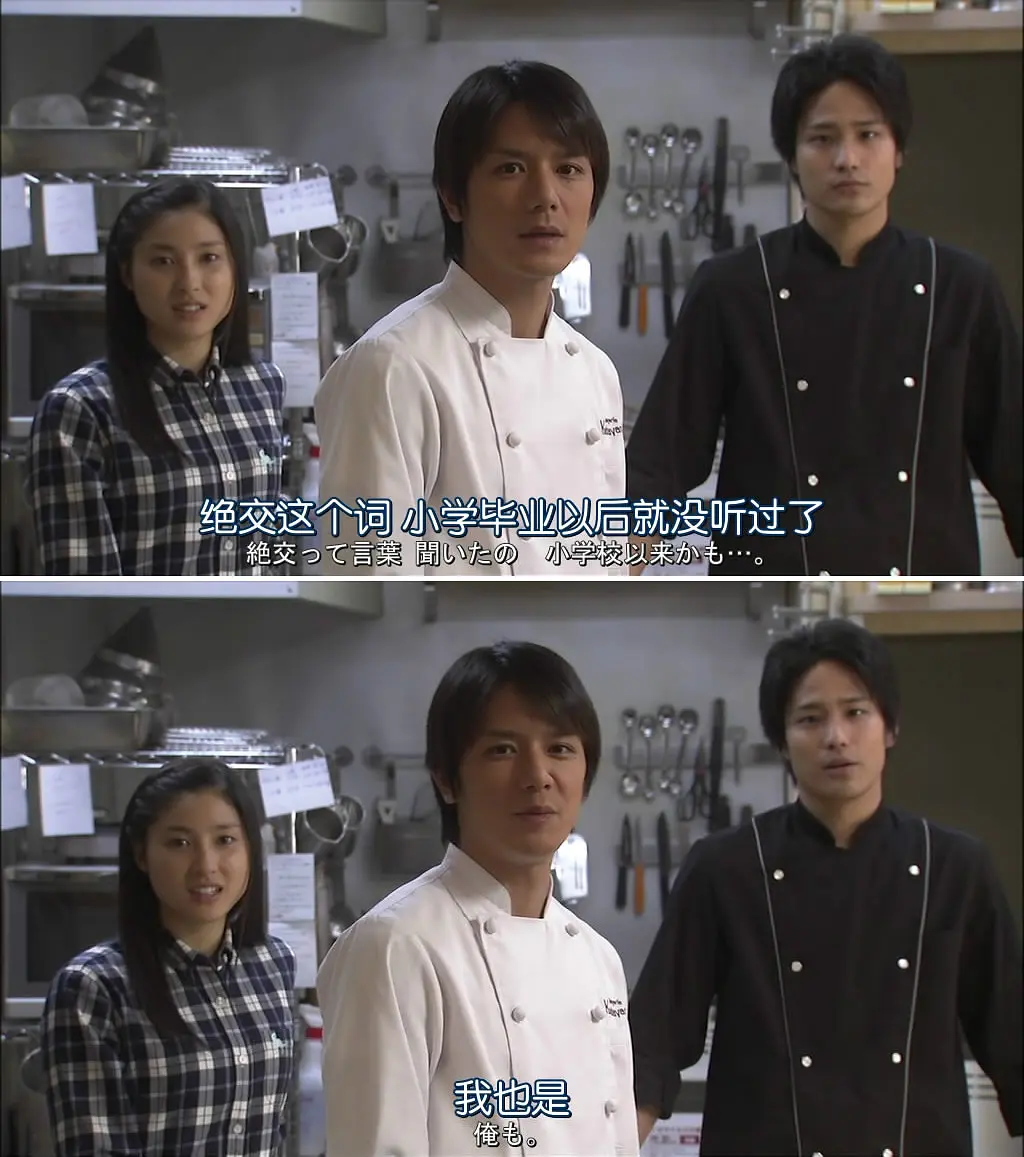 绝交这个词 小学毕业以后就没听过了
絶交って言葉 聞いたの 小学校以来かも…。
我也是
俺も。